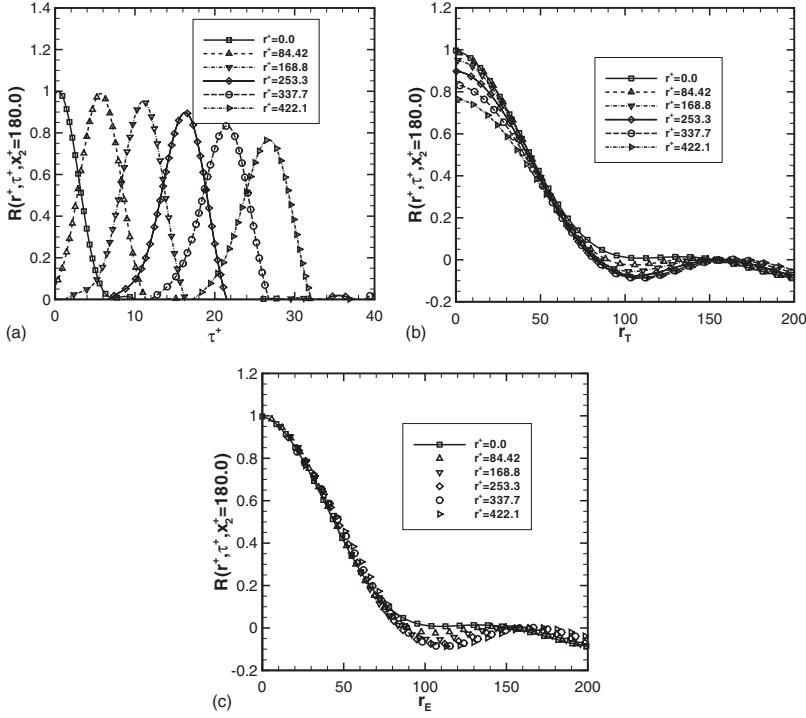 1.4
1.2
1
0.8
0.6
0.4
0.2
0
0
10
20
30
40
R(r⁺,τ⁺,x₂⁺=180.0)
τ⁺
(a)
r⁺=0.0
r⁺=84.42
r⁺=168.8
r⁺=253.3
r⁺=337.7
r⁺=422.1
1.2
1
0.8
0.6
0.4
0.2
0
-0.2
0
50
100
150
200
R(r⁺,τ⁺,x₂⁺=180.0)
r_T
(b)
r⁺=0.0
r⁺=84.42
r⁺=168.8
r⁺=253.3
r⁺=337.7
r⁺=422.1
1.2
1
0.8
0.6
0.4
0.2
0
-0.2
0
50
100
150
200
R(r⁺,τ⁺,x₂⁺=180.0)
r_E
(c)
r⁺=0.0
r⁺=84.42
r⁺=168.8
r⁺=253.3
r⁺=337.7
r⁺=422.1